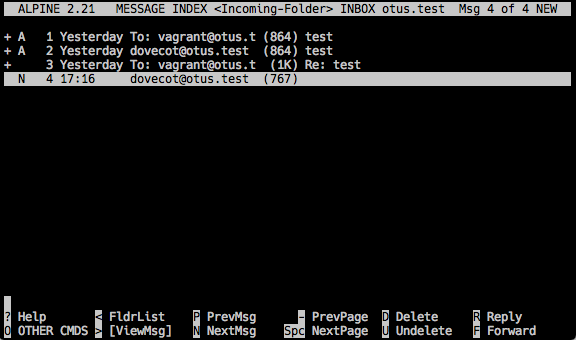 ALPINE 2.21   MESSAGE INDEX <Incoming-Folder> INBOX otus.test  Msg 4 of 4 NEW
+ A   1 Yesterday To: vagrant@otus.t (864) test
+ A   2 Yesterday dovecot@otus.test  (864) test
+     3 Yesterday To: vagrant@otus.t  (1K) Re: test
N   4 17:16     dovecot@otus.test  (767)
? Help       < FldrList   P PrevMsg      - PrevPage  D Delete     R Reply
O OTHER CMDS > [ViewMsg]  N NextMsg    Spc NextPage  U Undelete   F Forward